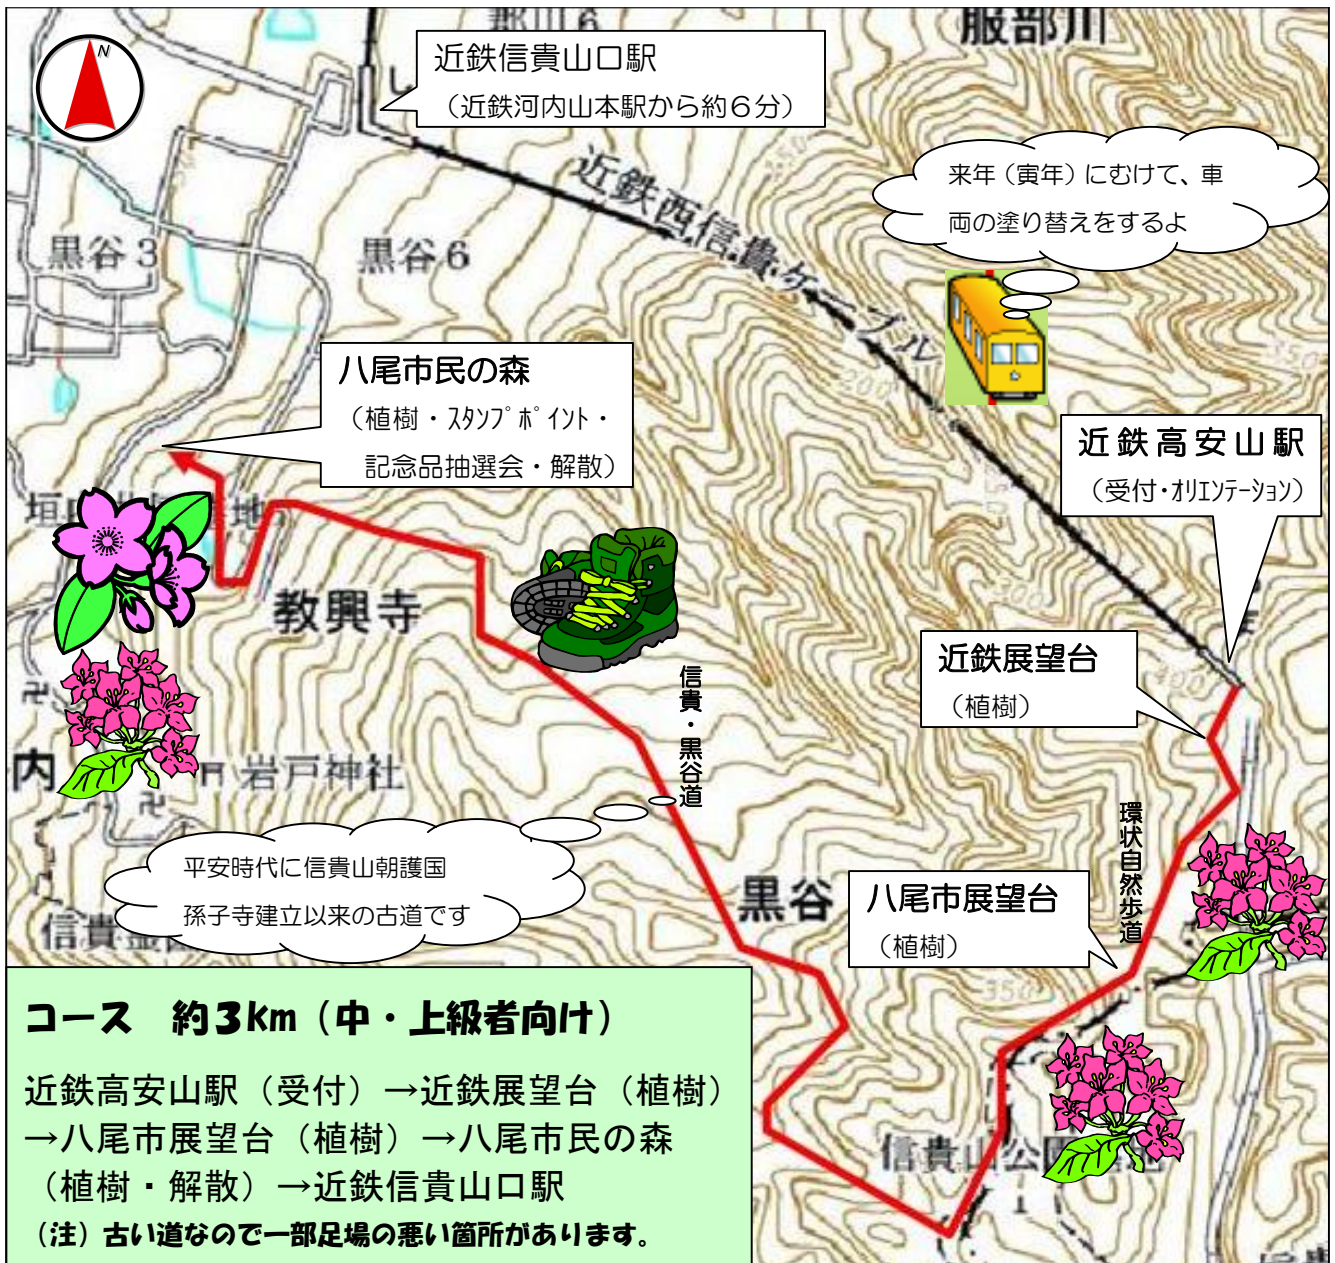 N
郡川6
服部川
近鉄信貴山口駅
（近鉄河内山本駅から約６分）
近鉄西信貴ケーブル
来年（寅年）にむけて、車
両の塗り替えをするよ
黒谷3
黒谷6
200
八尾市民の森
（植樹・ｽﾀﾝﾌﾟﾎﾟｲﾝﾄ・
記念品抽選会・解散）
近鉄高安山駅
（受付・ｵﾘｴﾝﾃｰｼｮﾝ）
教興寺
近鉄展望台
（植樹）
400
信貴・黒谷道
内
岩戸神社
環状自然歩道
平安時代に信貴山朝護国
孫子寺建立以来の古道です
黒谷
八尾市展望台
（植樹）
350
コース　約３km（中・上級者向け）
近鉄高安山駅（受付）→近鉄展望台（植樹）
→八尾市展望台（植樹）→八尾市民の森
（植樹・解散）→近鉄信貴山口駅
（注）古い道なので一部足場の悪い箇所があります。